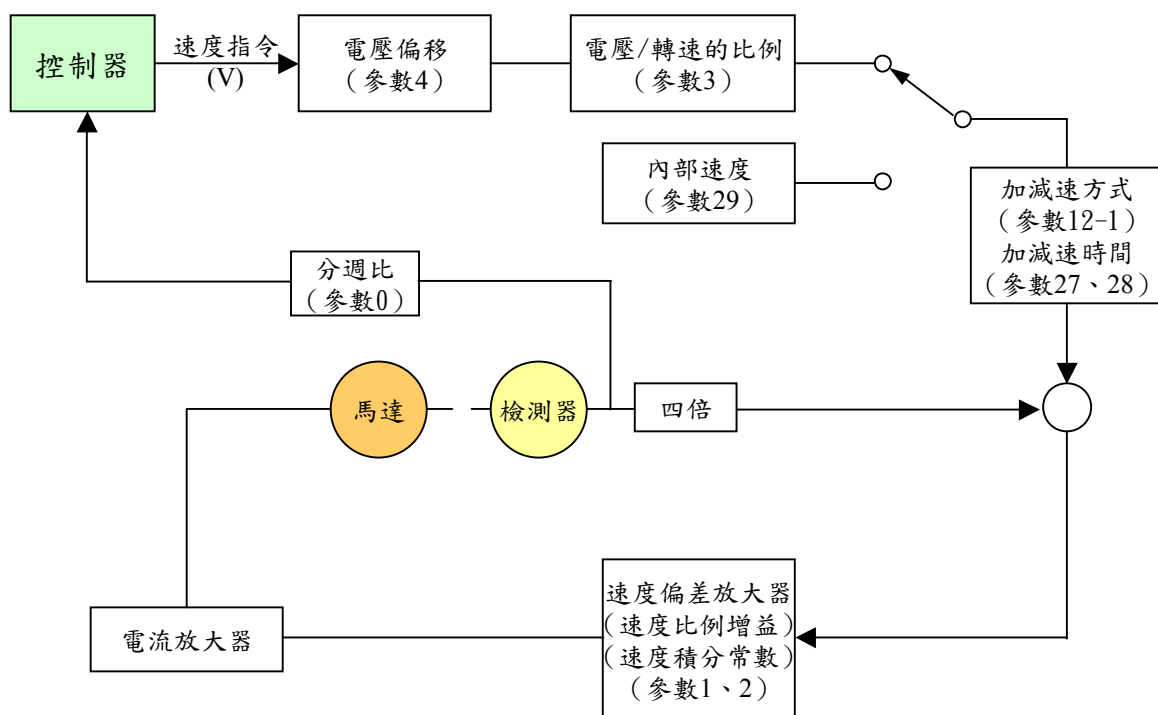 控制器
速度指令
(V)
電壓偏移
（參數4）
電壓/轉速的比例
（參數3）
內部速度
（參數29）
加減速方式
（參數12-1）
加減速時間
（參數27、28）
分週比
（參數0）
馬達
檢測器
四倍
速度偏差放大器
（速度比例增益）
（速度積分常數）
（參數1、2）
電流放大器